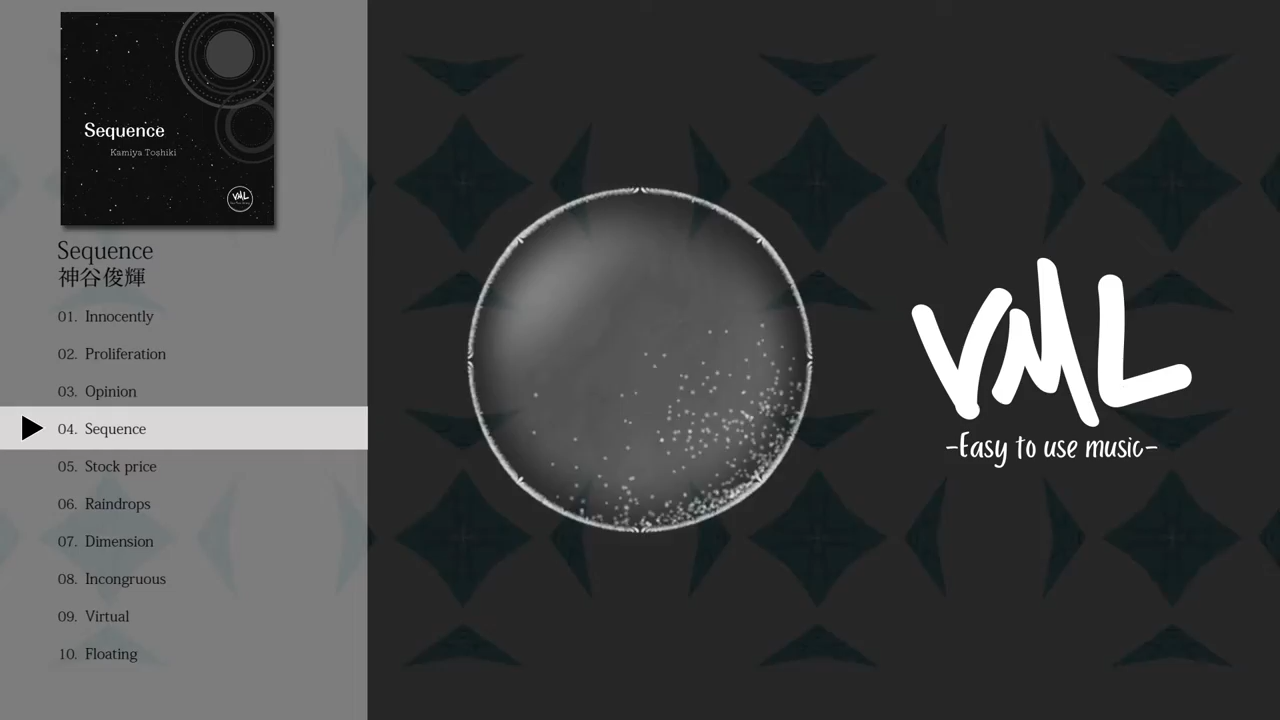 Sequence
Kamiya Toshiki
VML
Sequence
神谷俊輝
01. Innocently
02. Proliferation
03. Opinion
04. Sequence
05. Stock price
06. Raindrops
07. Dimension
08. Incongruous
09. Virtual
10. Floating
VML
-Easy to use music-